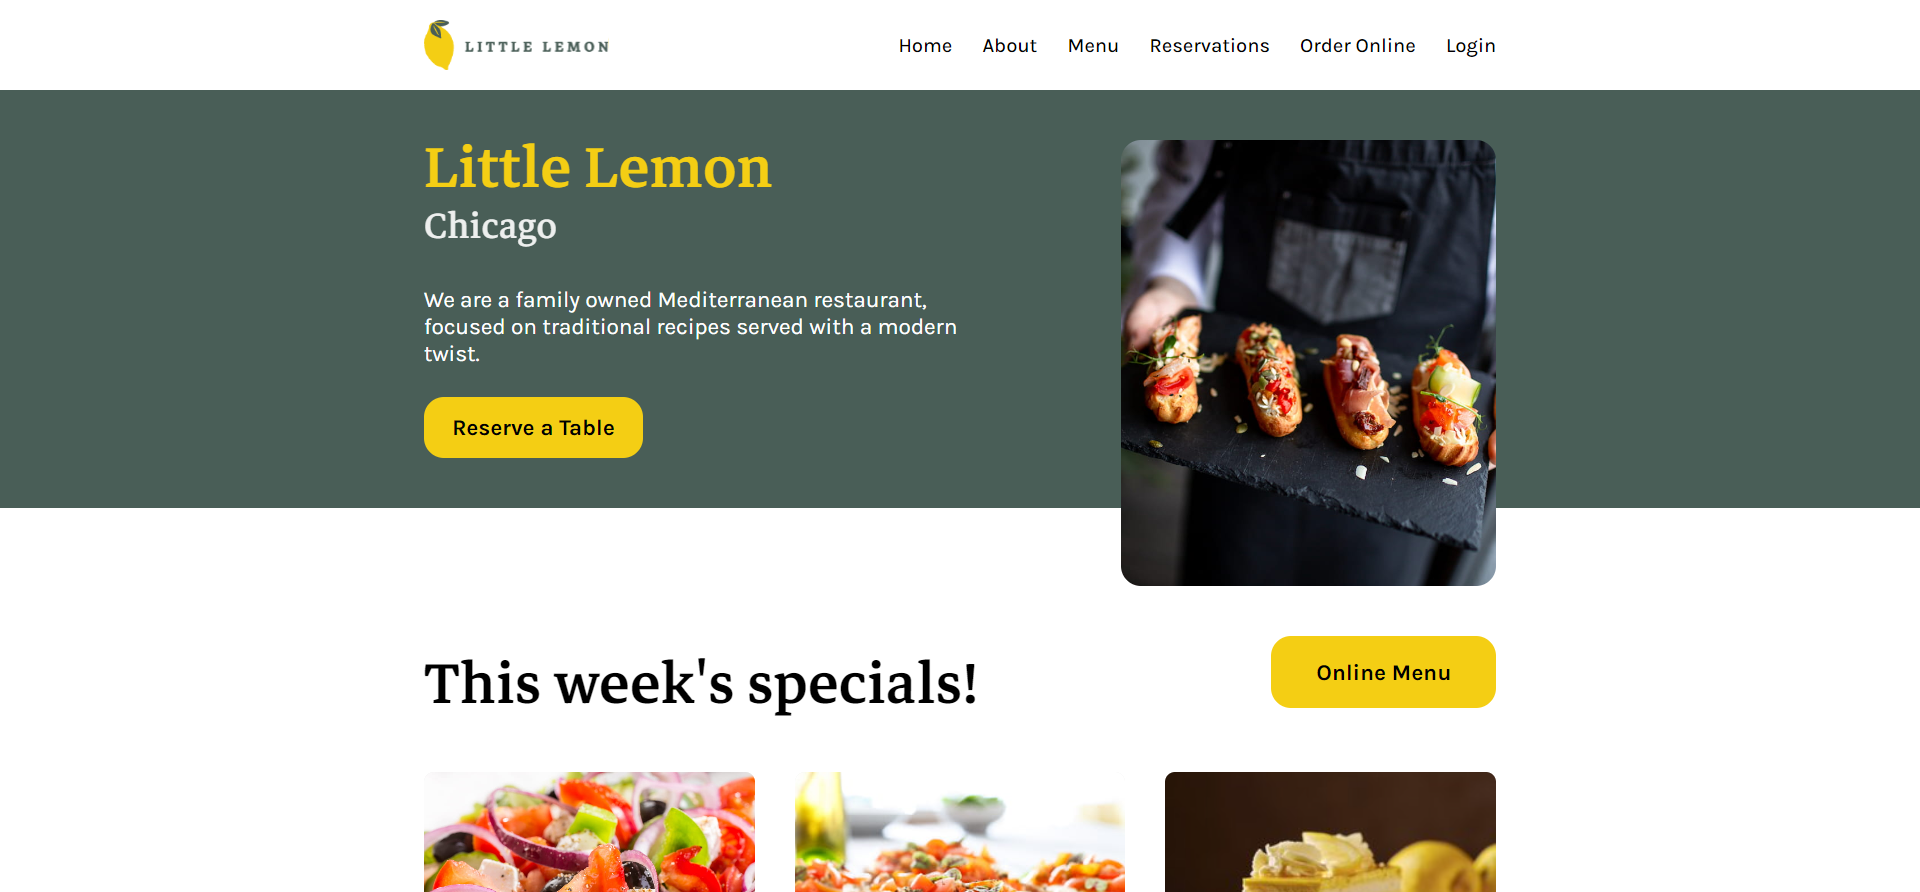 LITTLE LEMON
Home About Menu Reservations Order Online Login
Little Lemon
Chicago
We are a family owned Mediterranean restaurant,
focused on traditional recipes served with a modern
twist.
Reserve a Table
This week's specials!
Online Menu